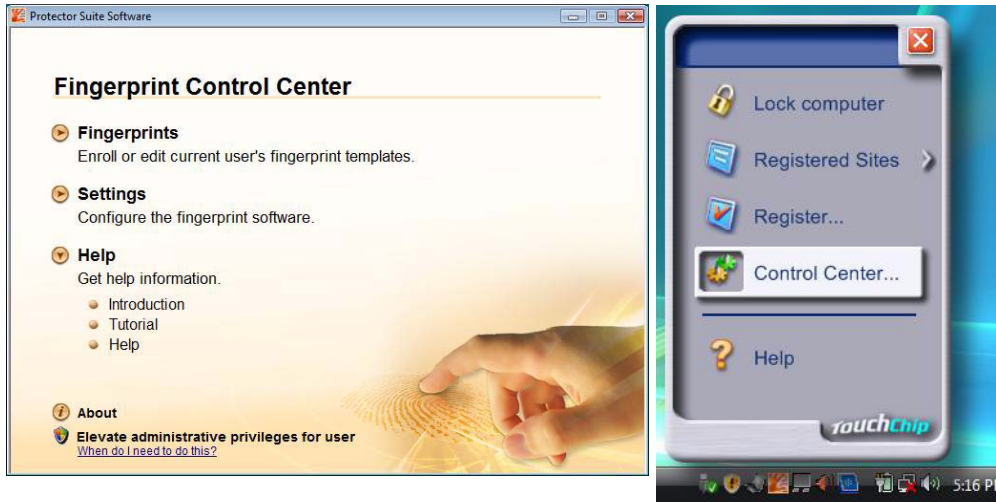 Protector Suite Software
Fingerprint Control Center
Fingerprints
Enroll or edit current user's fingerprint templates.
Settings
Configure the fingerprint software.
Help
Get help information.
Introduction
Tutorial
Help
About
Elevate administrative privileges for user
When do I need to do this?
Lock computer
Registered Sites
Register...
Control Center...
Help
TouchChip
5:16 P